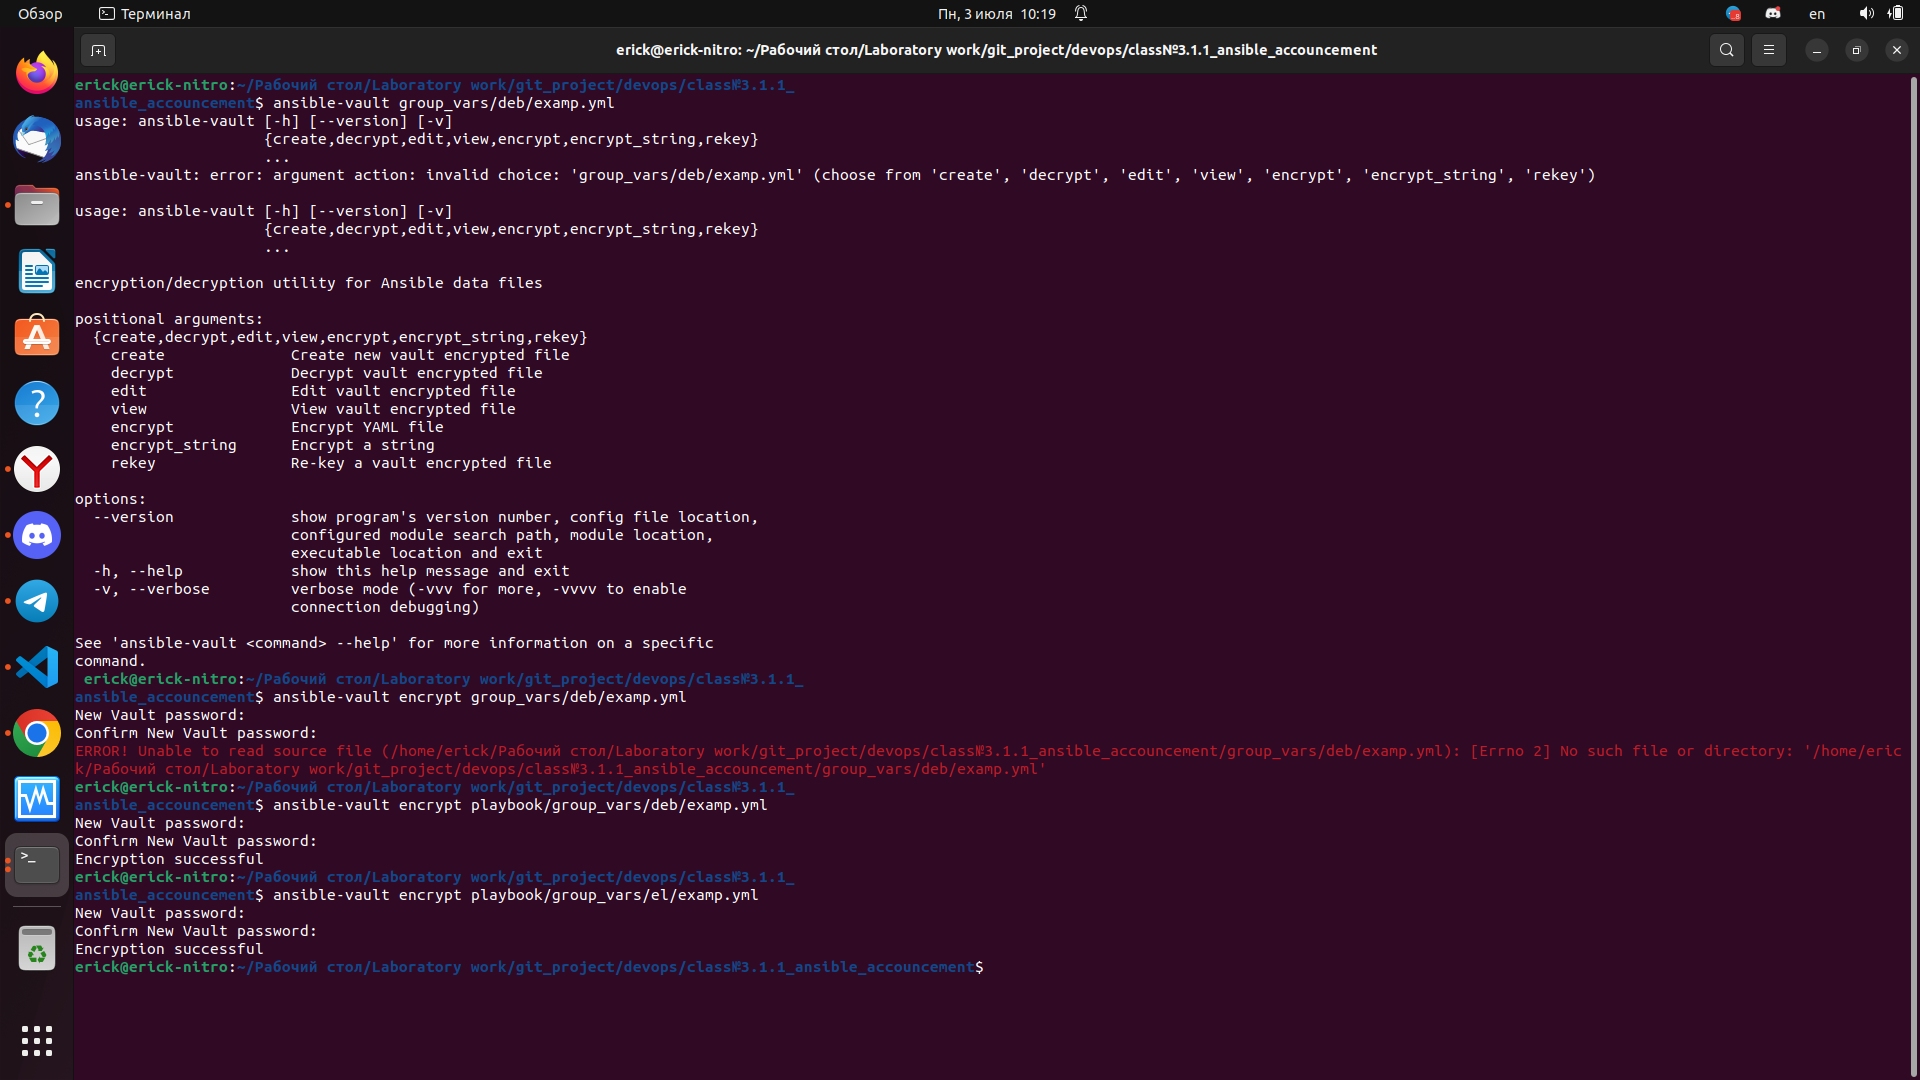 Обзор
Терминал
Пн, 3 июля 10:19
en
erick@erick-nitro: ~/Рабочий стол/Laboratory work/git_project/devops/class№3.1.1_ansible_accouncement
erick@erick-nitro:~/Рабочий стол/Laboratory work/git_project/devops/class№3.1.1_
ansible_accouncement$ ansible-vault group_vars/deb/examp.yml
usage: ansible-vault [-h] [--version] [-v]
{create,decrypt,edit,view,encrypt,encrypt_string,rekey}
...
ansible-vault: error: argument action: invalid choice: 'group_vars/deb/examp.yml' (choose from 'create', 'decrypt', 'edit', 'view', 'encrypt', 'encrypt_string', 'rekey')
usage: ansible-vault [-h] [--version] [-v]
{create,decrypt,edit,view,encrypt,encrypt_string,rekey}
...
encryption/decryption utility for Ansible data files
positional arguments:
{create,decrypt,edit,view,encrypt,encrypt_string,rekey}
create Create new vault encrypted file
decrypt Decrypt vault encrypted file
edit Edit vault encrypted file
view View vault encrypted file
encrypt Encrypt YAML file
encrypt_string Encrypt a string
rekey Re-key a vault encrypted file
options:
--version show program's version number, config file location,
configured module search path, module location,
executable location and exit
-h, --help show this help message and exit
-v, --verbose verbose mode (-vvv for more, -vvvv to enable
connection debugging)
See 'ansible-vault <command> --help' for more information on a specific
command.
erick@erick-nitro:~/Рабочий стол/Laboratory work/git_project/devops/class№3.1.1_
ansible_accouncement$ ansible-vault encrypt group_vars/deb/examp.yml
New Vault password:
Confirm New Vault password:
ERROR! Unable to read source file (/home/erick/Рабочий стол/Laboratory work/git_project/devops/class№3.1.1_ansible_accouncement/group_vars/deb/examp.yml): [Errno 2] No such file or directory: '/home/eric
k/Рабочий стол/Laboratory work/git_project/devops/class№3.1.1_ansible_accouncement/group_vars/deb/examp.yml'
erick@erick-nitro:~/Рабочий стол/Laboratory work/git_project/devops/class№3.1.1_
ansible_accouncement$ ansible-vault encrypt playbook/group_vars/deb/examp.yml
New Vault password:
Confirm New Vault password:
Encryption successful
erick@erick-nitro:~/Рабочий стол/Laboratory work/git_project/devops/class№3.1.1_
ansible_accouncement$ ansible-vault encrypt playbook/group_vars/el/examp.yml
New Vault password:
Confirm New Vault password:
Encryption successful
erick@erick-nitro:~/Рабочий стол/Laboratory work/git_project/devops/class№3.1.1_ansible_accouncement$